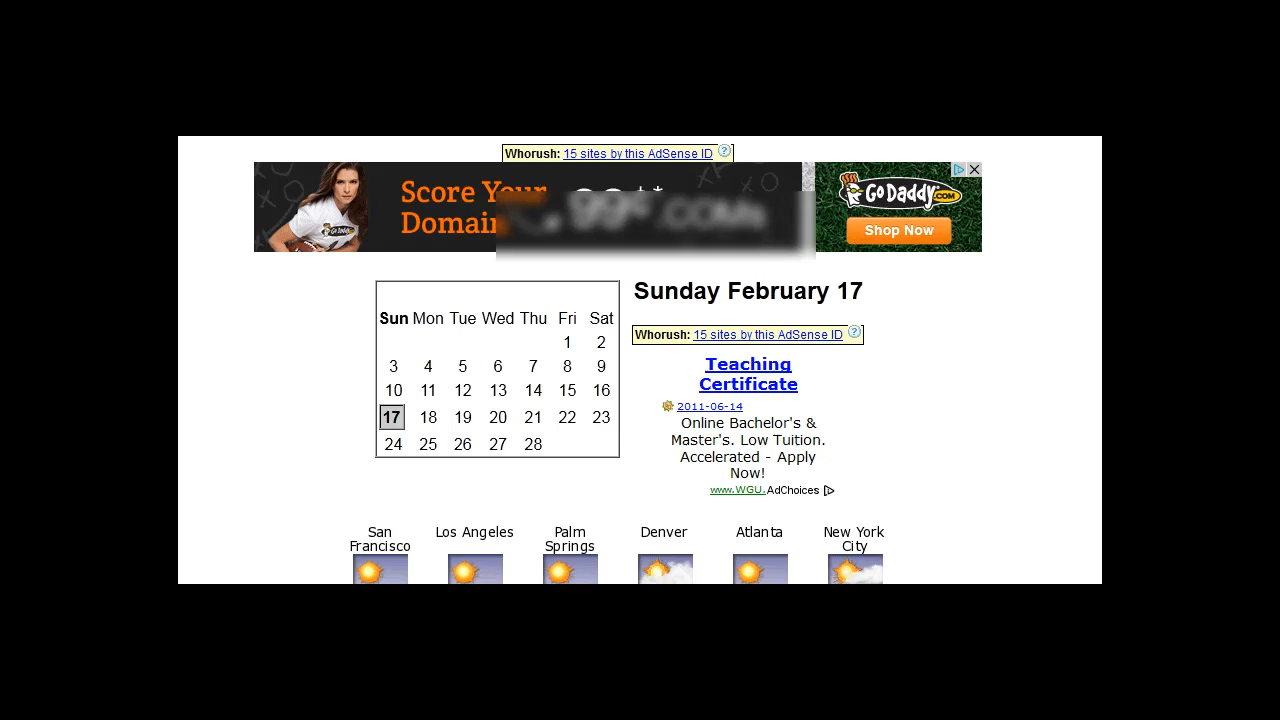 Whorush: 15 sites by this AdSense ID ?
Score Your
Domain
99¢ .COMs
GoDaddy.COM
Shop Now
GoDaddy.COM
Sunday February 17
Sun Mon Tue Wed Thu Fri Sat
1 2
3 4 5 6 7 8 9
10 11 12 13 14 15 16
17 18 19 20 21 22 23
24 25 26 27 28
Whorush: 15 sites by this AdSense ID ?
Teaching
Certificate
2011-06-14
Online Bachelor's &
Master's. Low Tuition.
Accelerated - Apply
Now!
www.WGU. AdChoices
San Francisco
Los Angeles
Palm Springs
Denver
Atlanta
New York City